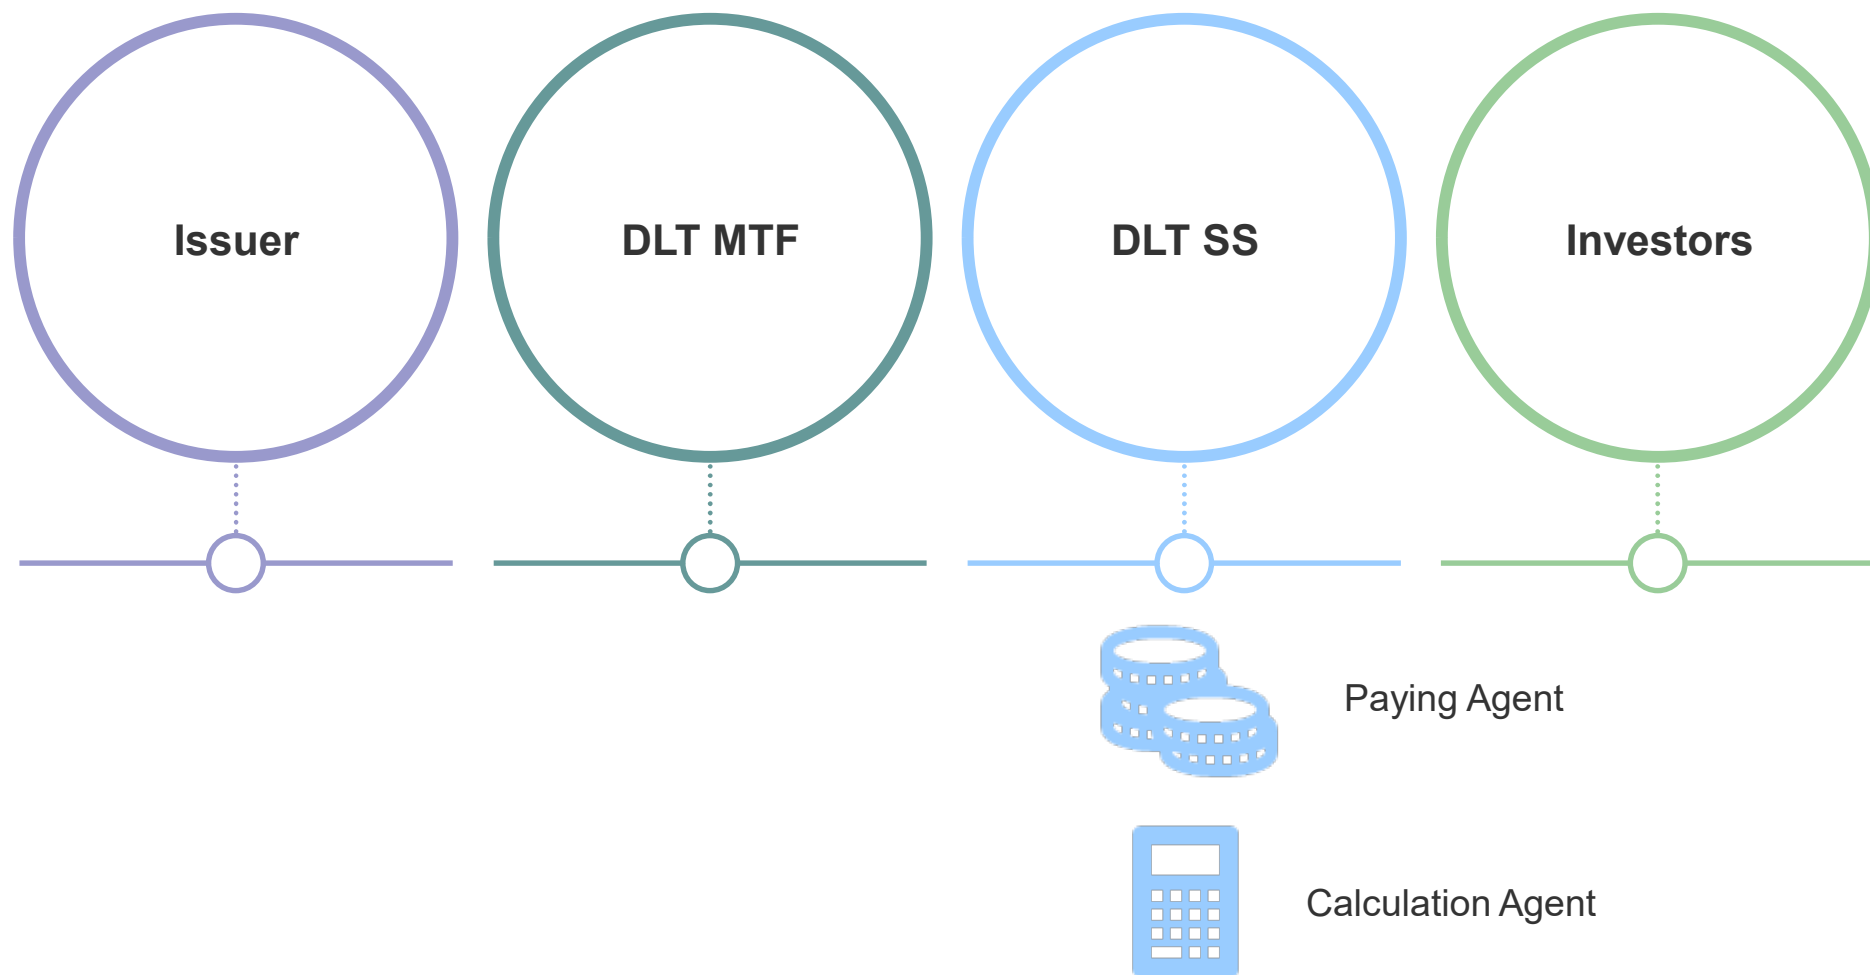 Issuer
DLT MTF
DLT SS
Investors
Paying Agent
Calculation Agent